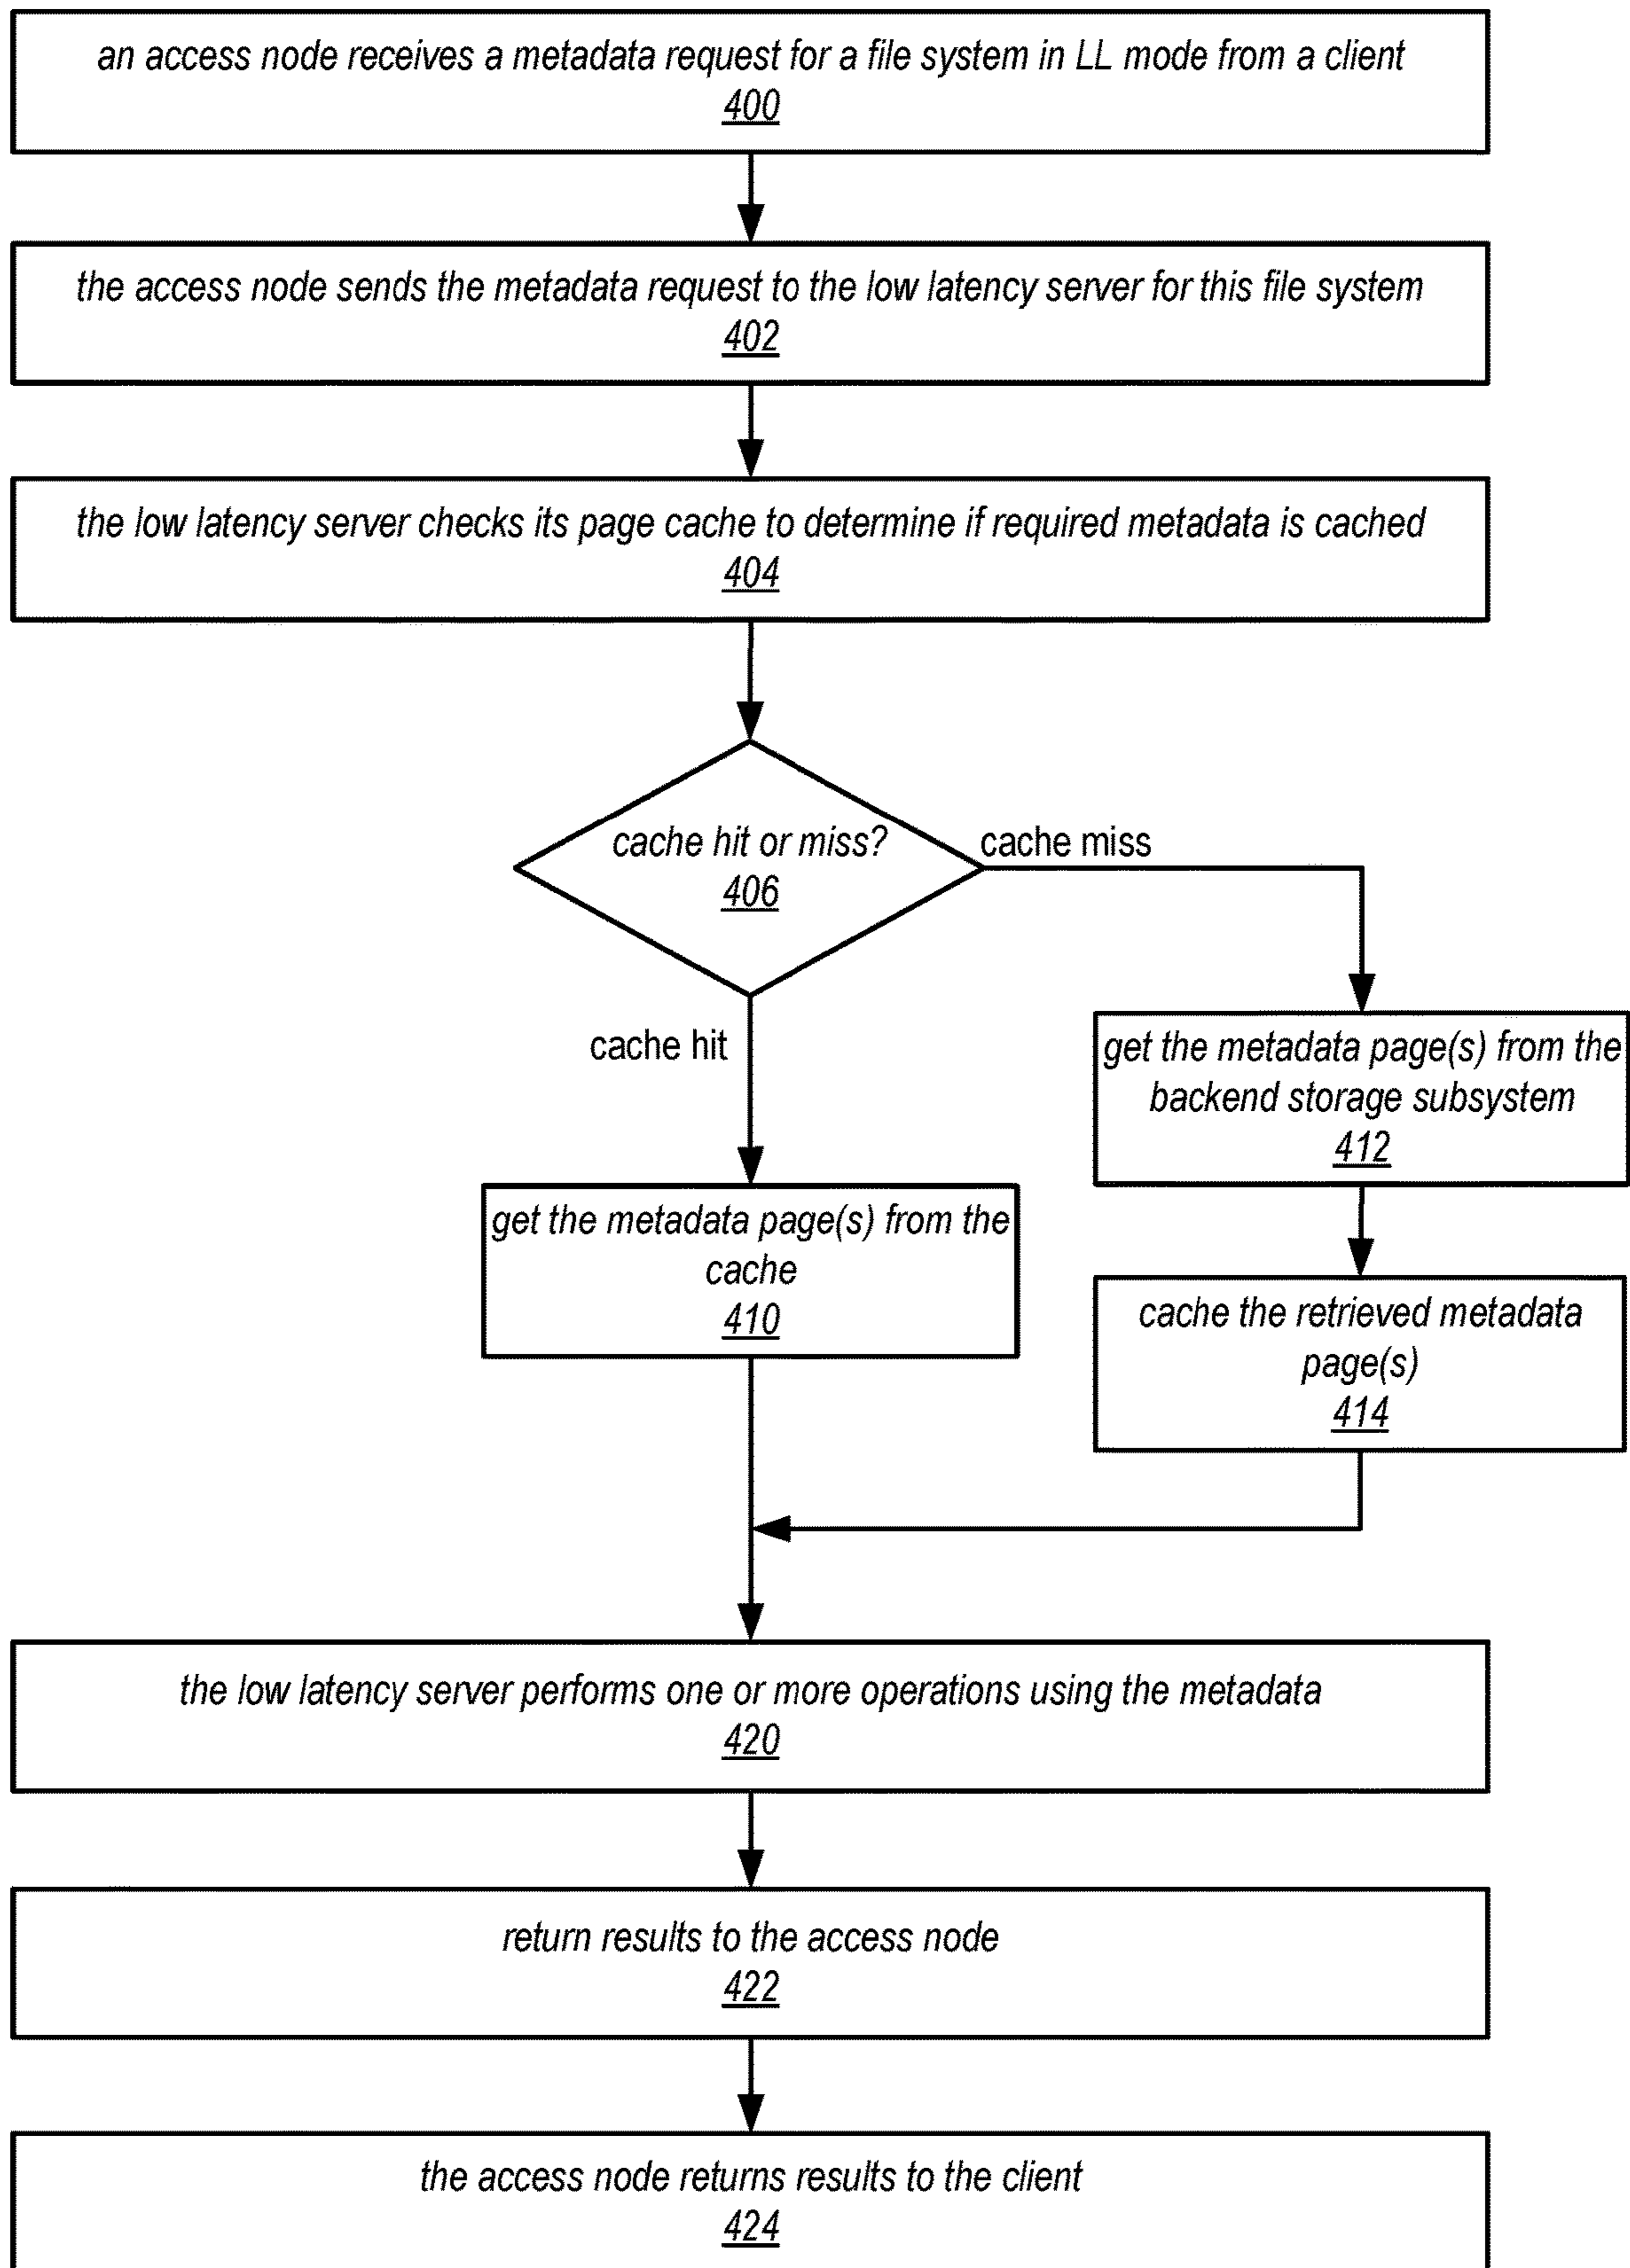 an access node receives a metadata request for a file system in LL mode from a client
400
the access node sends the metadata request to the low latency server for this file system
402
the low latency server checks its page cache to determine if required metadata is cached
404
cache hit or miss?
406
cache miss
cache hit
get the metadata page(s) from the
backend storage subsystem
412
get the metadata page(s) from the
cache
410
cache the retrieved metadata
page(s)
414
the low latency server performs one or more operations using the metadata
420
return results to the access node
422
the access node returns results to the client
424